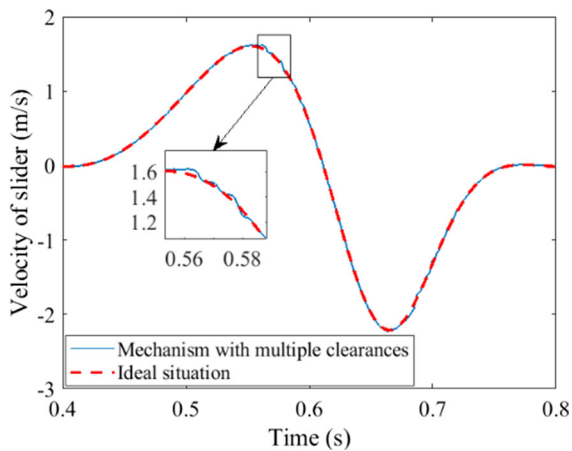 2
1
0
-1
-2
-3
Velocity of slider (m/s)
1.6
1.4
1.2
0.56 0.58
Mechanism with multiple clearances
Ideal situation
0.4 0.5 0.6 0.7 0.8
Time (s)